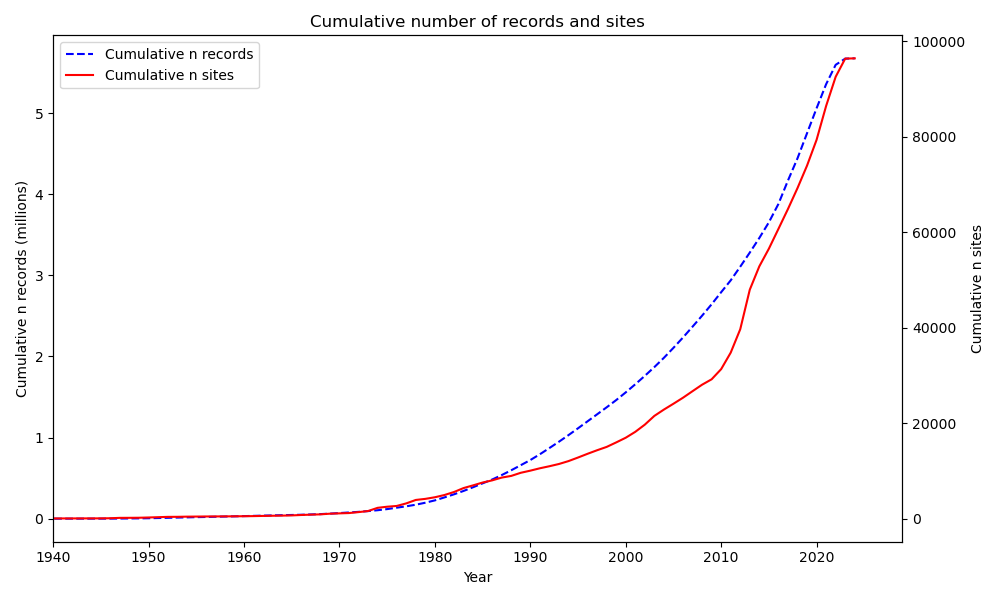 Cumulative number of records and sites
Cumulative n records
Cumulative n sites
Cumulative n records (millions)
5
4
3
2
1
0
100000
80000
60000
40000
20000
0
Cumulative n sites
1940 1950 1960 1970 1980 1990 2000 2010 2020
Year